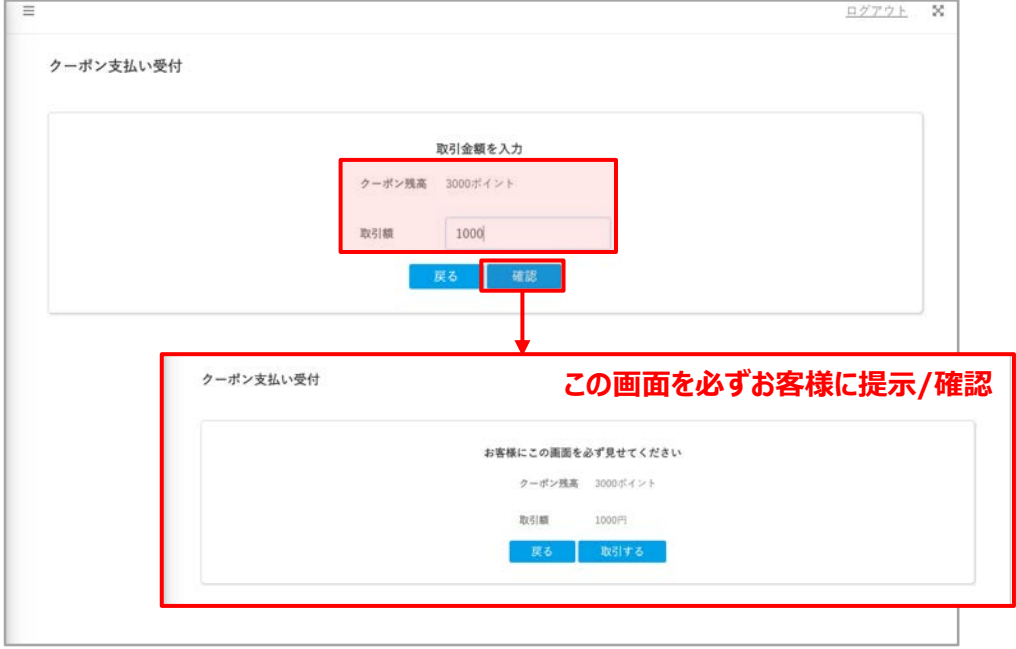 ログアウト
クーポン支払い受付
取引金額を入力
クーポン残高 3000ポイント
取引額 1000
戻る 確認
クーポン支払い受付
この画面を必ずお客様に提示/確認
お客様にこの画面を必ず見せてください
クーポン残高 3000ポイント
取引額 1000円
戻る 取引する